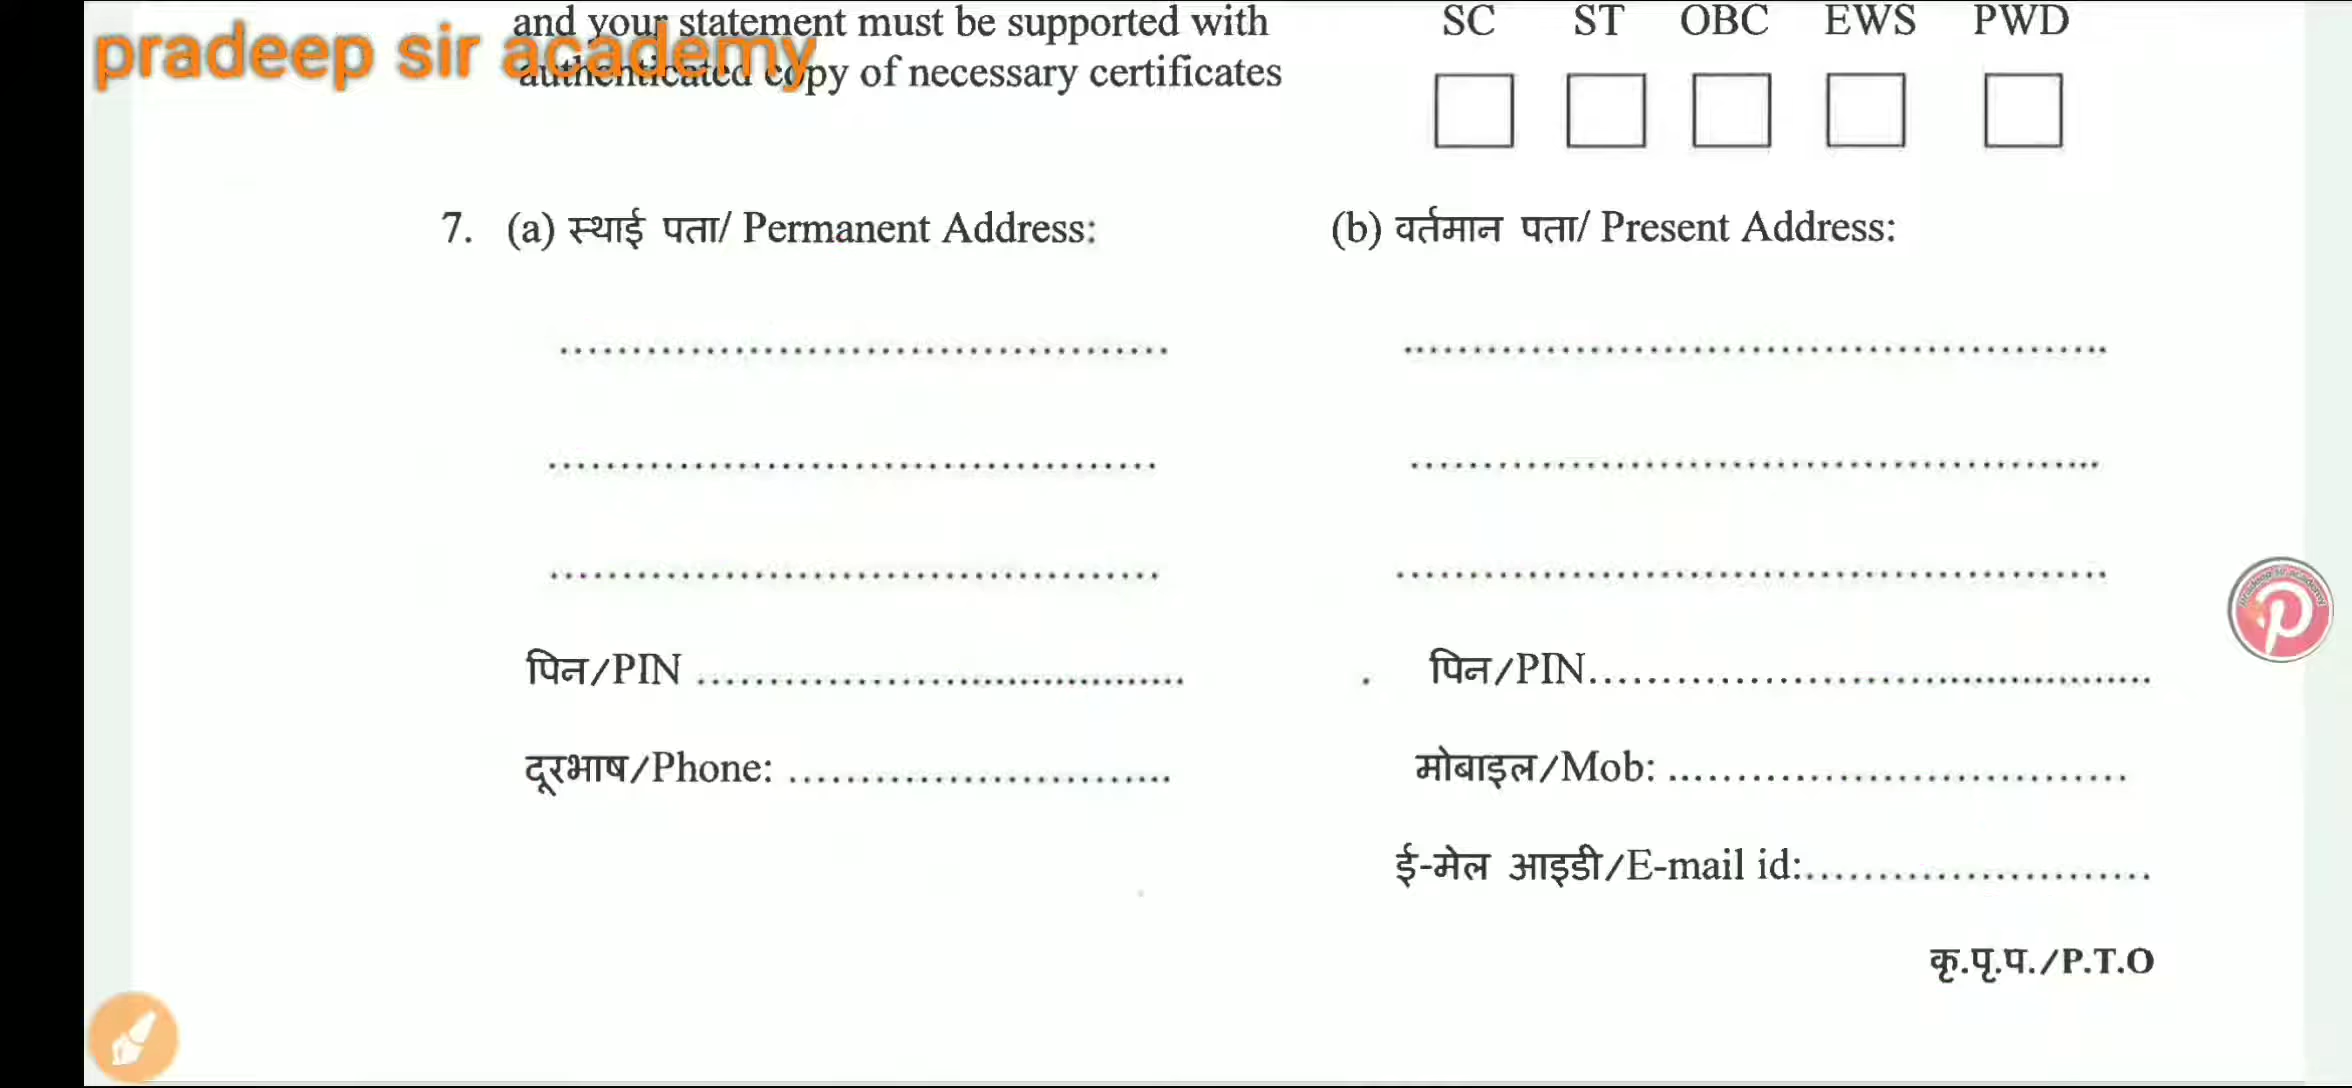 pradeep sir academy
and your statement must be supported with
authenticated copy of necessary certificates
SC ST OBC EWS PWD
7. (a) स्थाई पता/ Permanent Address:
(b) वर्तमान पता/ Present Address:
..........................................
................................................
..........................................
...............................................
..........................................
.................................................
पिन/PIN ..................................
पिन/PIN.......................................
दूरभाष/Phone: ...........................
मोबाइल/Mob: ................................
ई-मेल आइडी/E-mail id:........................
कृ.पृ.प./P.T.O